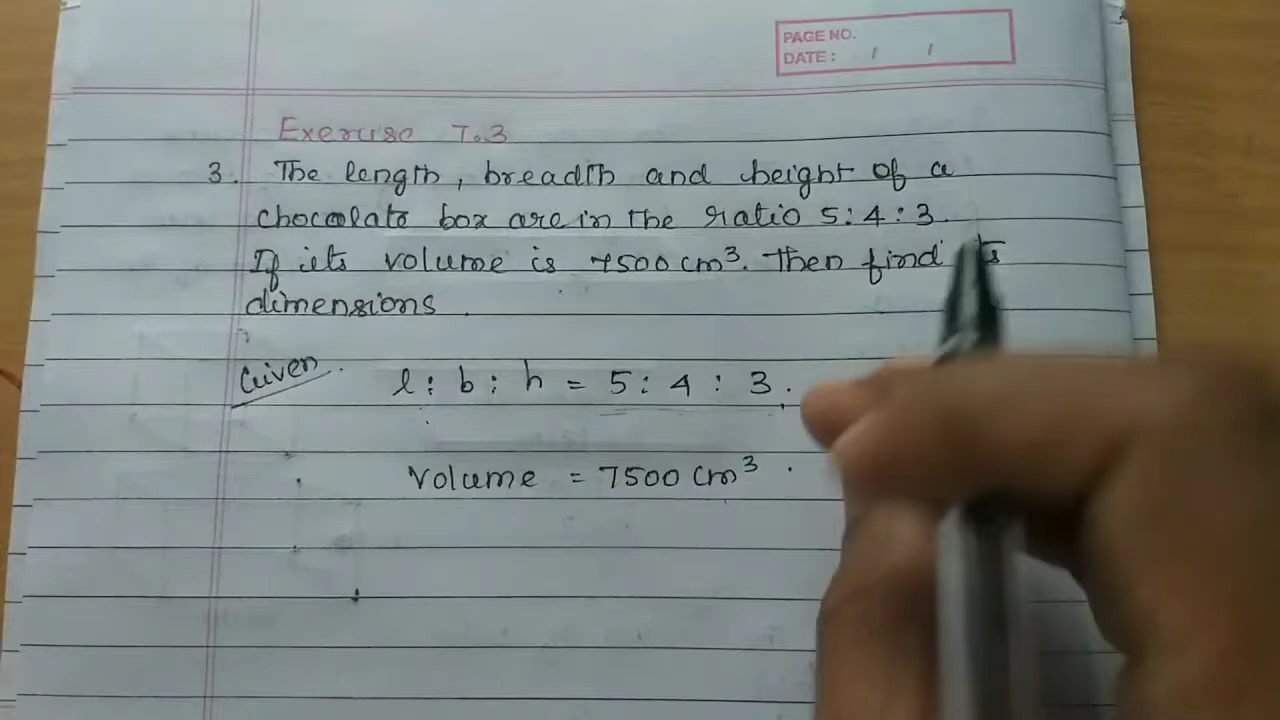 PAGE NO.
DATE: / /
Exercise 7.3
3. The length, breadth and height of a
chocolate box are in the ratio 5:4:3.
If its volume is 7500 cm³. Then find its
dimensions.
Given. l : b : h = 5 : 4 : 3.
Volume = 7500 cm³.